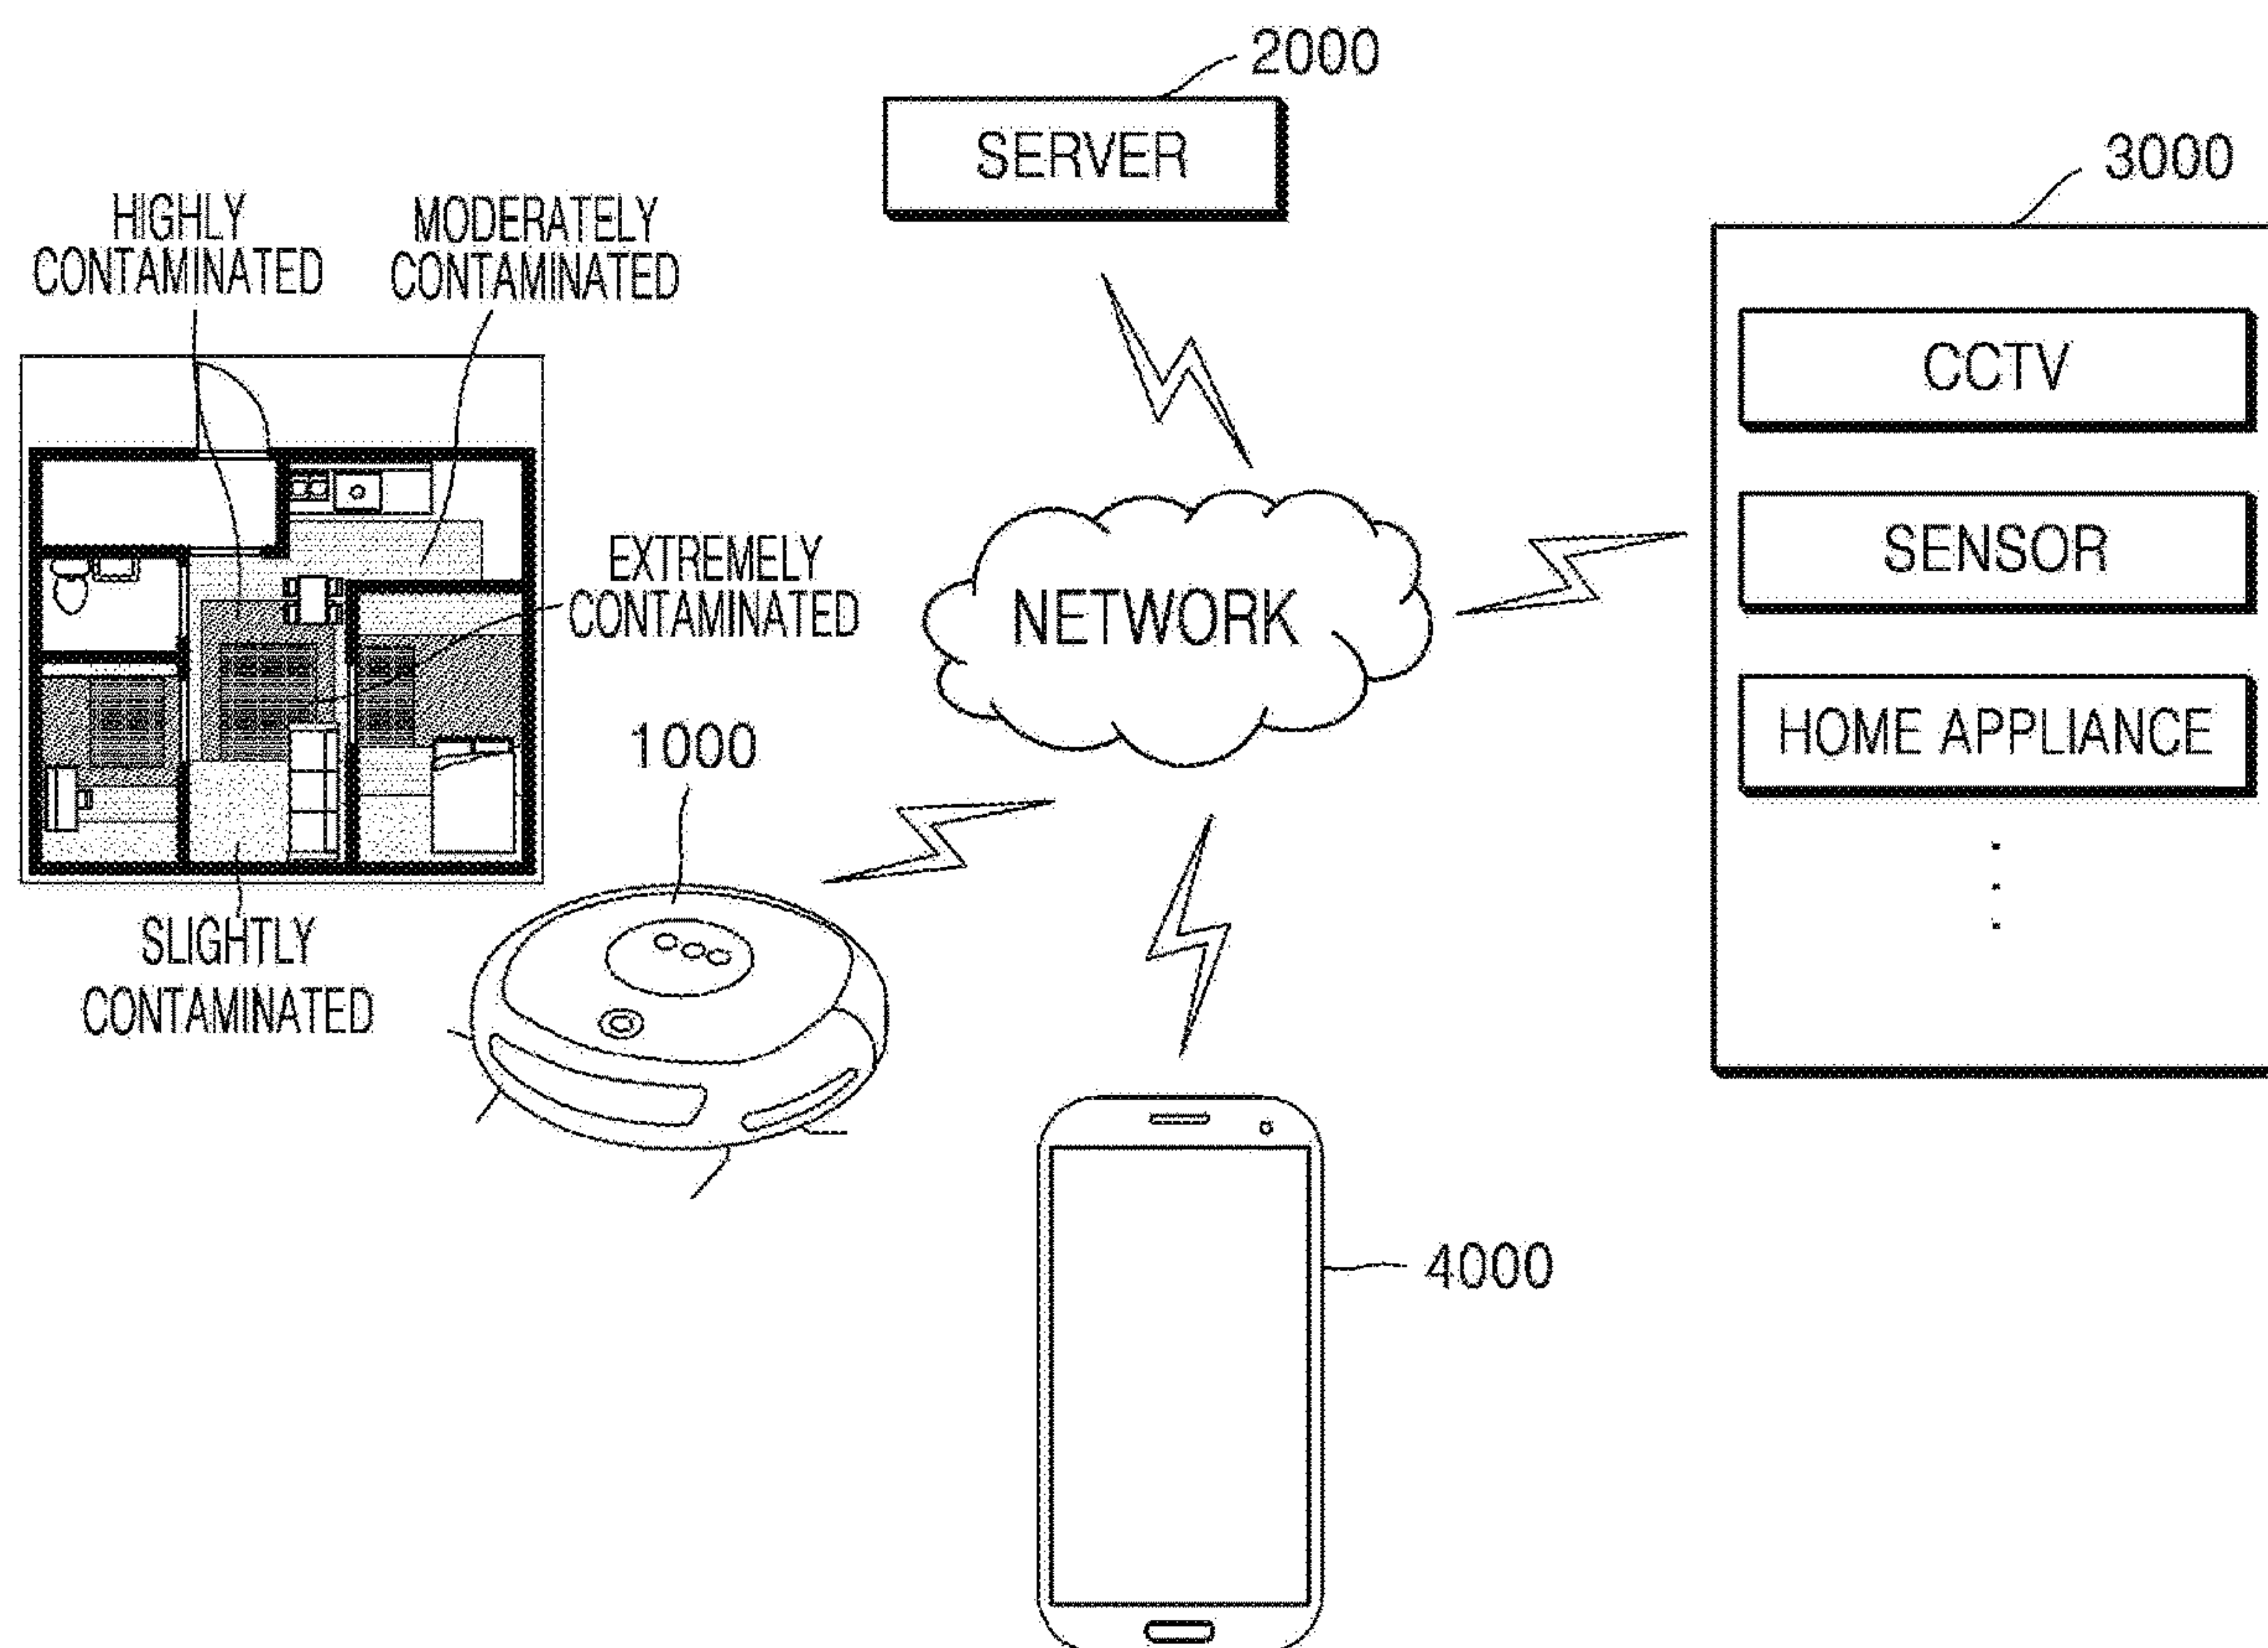 2000
SERVER
3000
HIGHLY
CONTAMINATED
MODERATELY
CONTAMINATED
CCTV
SENSOR
EXTREMELY
CONTAMINATED
NETWORK
HOME APPLIANCE
1000
SLIGHTLY
CONTAMINATED
4000